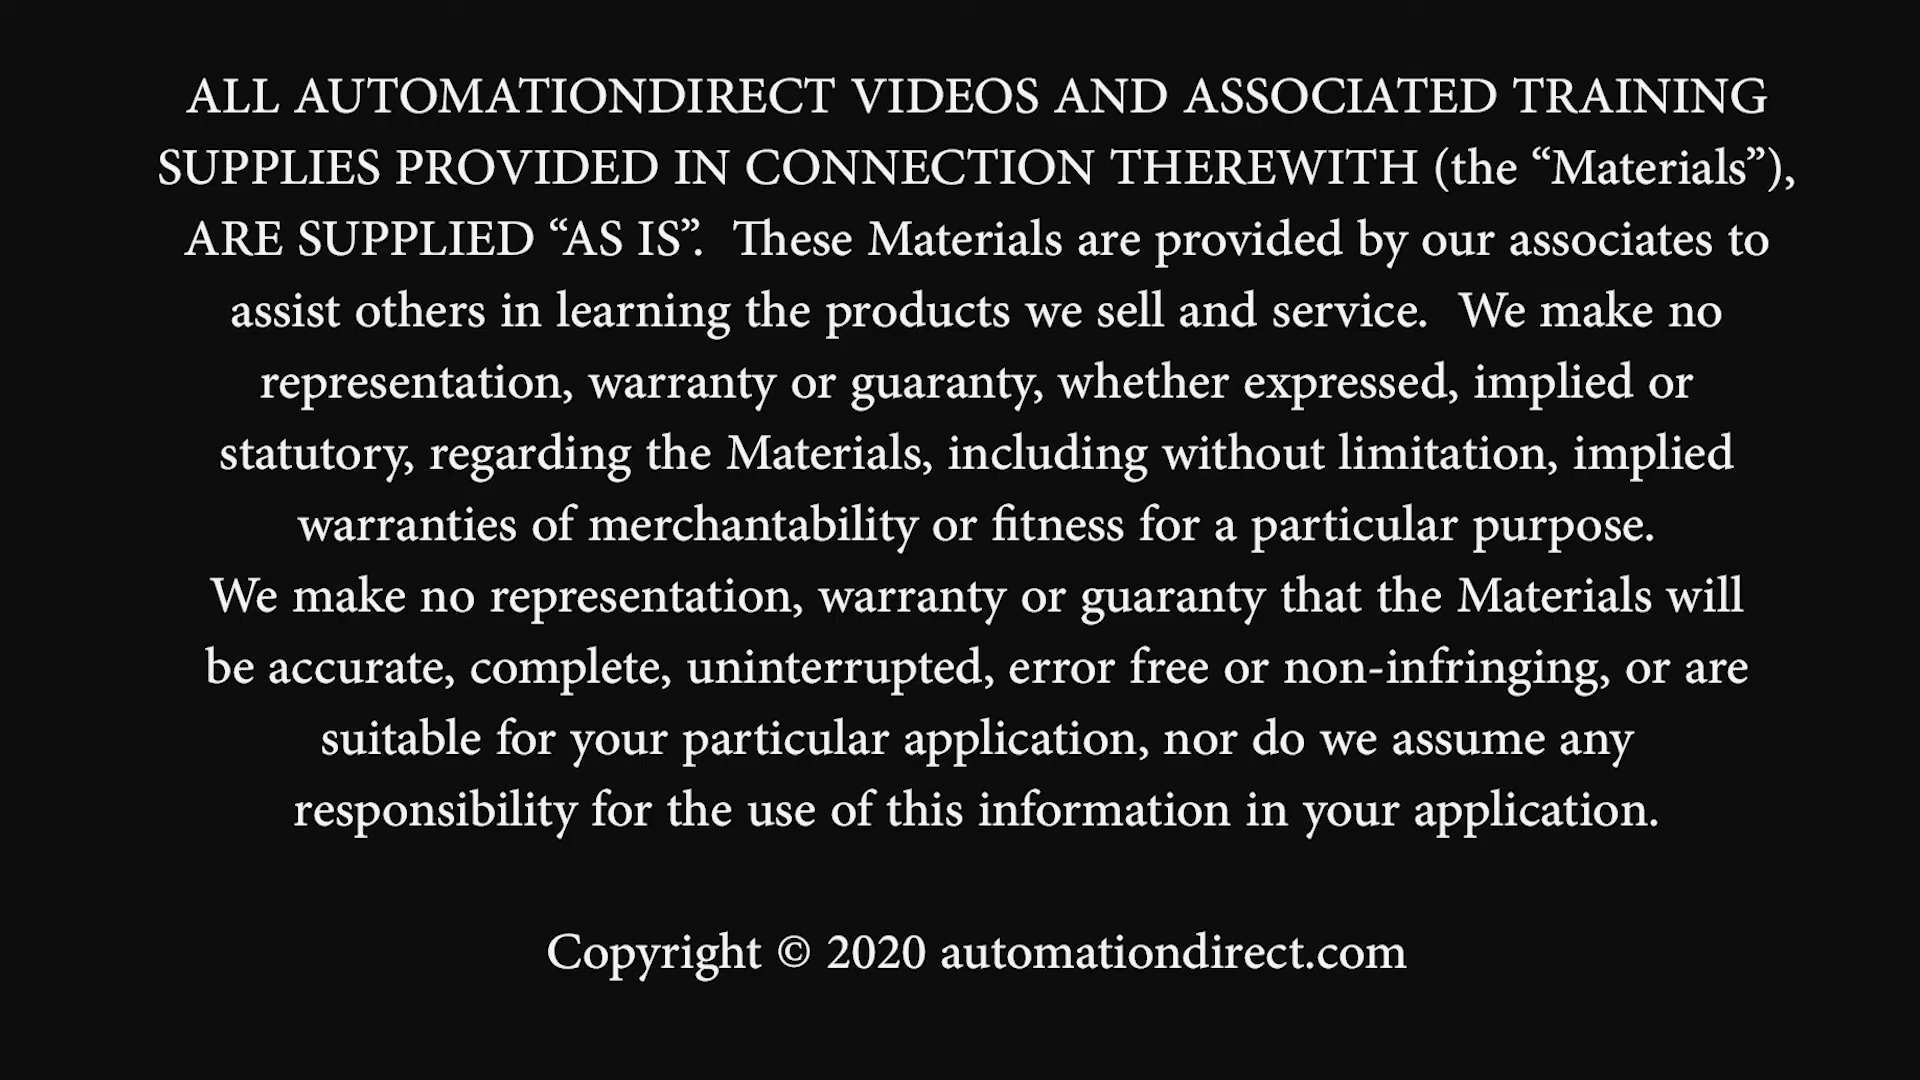 ALL AUTOMATIONDIRECT VIDEOS AND ASSOCIATED TRAINING
SUPPLIES PROVIDED IN CONNECTION THEREWITH (the “Materials”),
ARE SUPPLIED “AS IS”.  These Materials are provided by our associates to
assist others in learning the products we sell and service.  We make no
representation, warranty or guaranty, whether expressed, implied or
statutory, regarding the Materials, including without limitation, implied
warranties of merchantability or fitness for a particular purpose.
We make no representation, warranty or guaranty that the Materials will
be accurate, complete, uninterrupted, error free or non-infringing, or are
suitable for your particular application, nor do we assume any
responsibility for the use of this information in your application.
Copyright © 2020 automationdirect.com